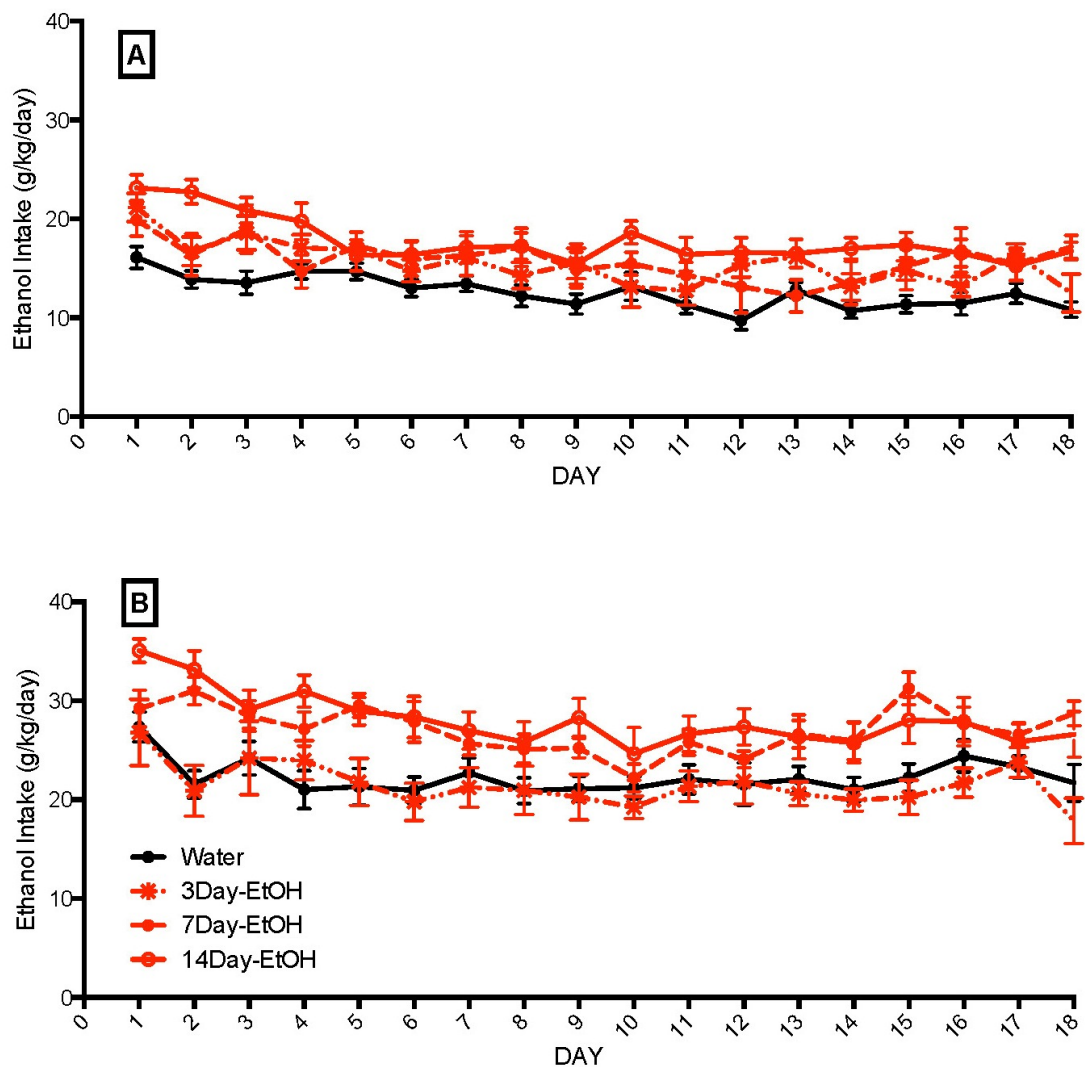 A
Ethanol Intake (g/kg/day)
40
30
20
10
0
0 1 2 3 4 5 6 7 8 9 10 11 12 13 14 15 16 17 18
DAY
B
Ethanol Intake (g/kg/day)
40
30
20
10
0
Water
3Day-EtOH
7Day-EtOH
14Day-EtOH
0 1 2 3 4 5 6 7 8 9 10 11 12 13 14 15 16 17 18
DAY